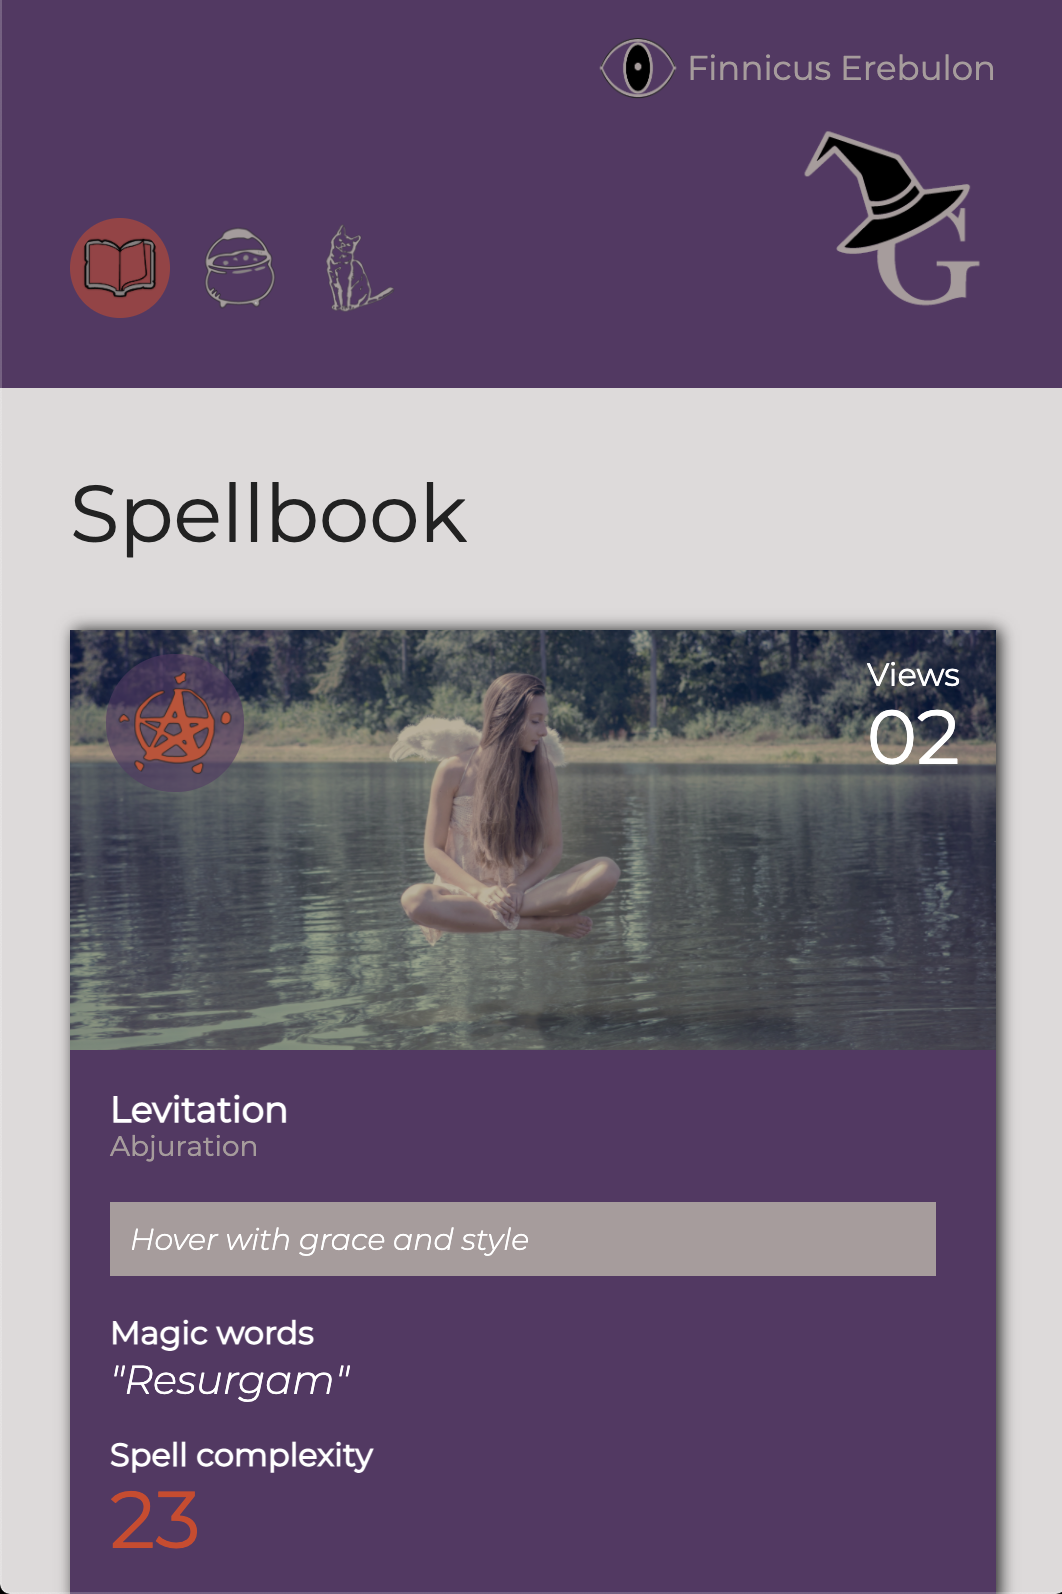 Finnicus Erebulon
G
Spellbook
Views
02
Levitation
Abjuration
Hover with grace and style
Magic words
"Resurgam"
Spell complexity
23